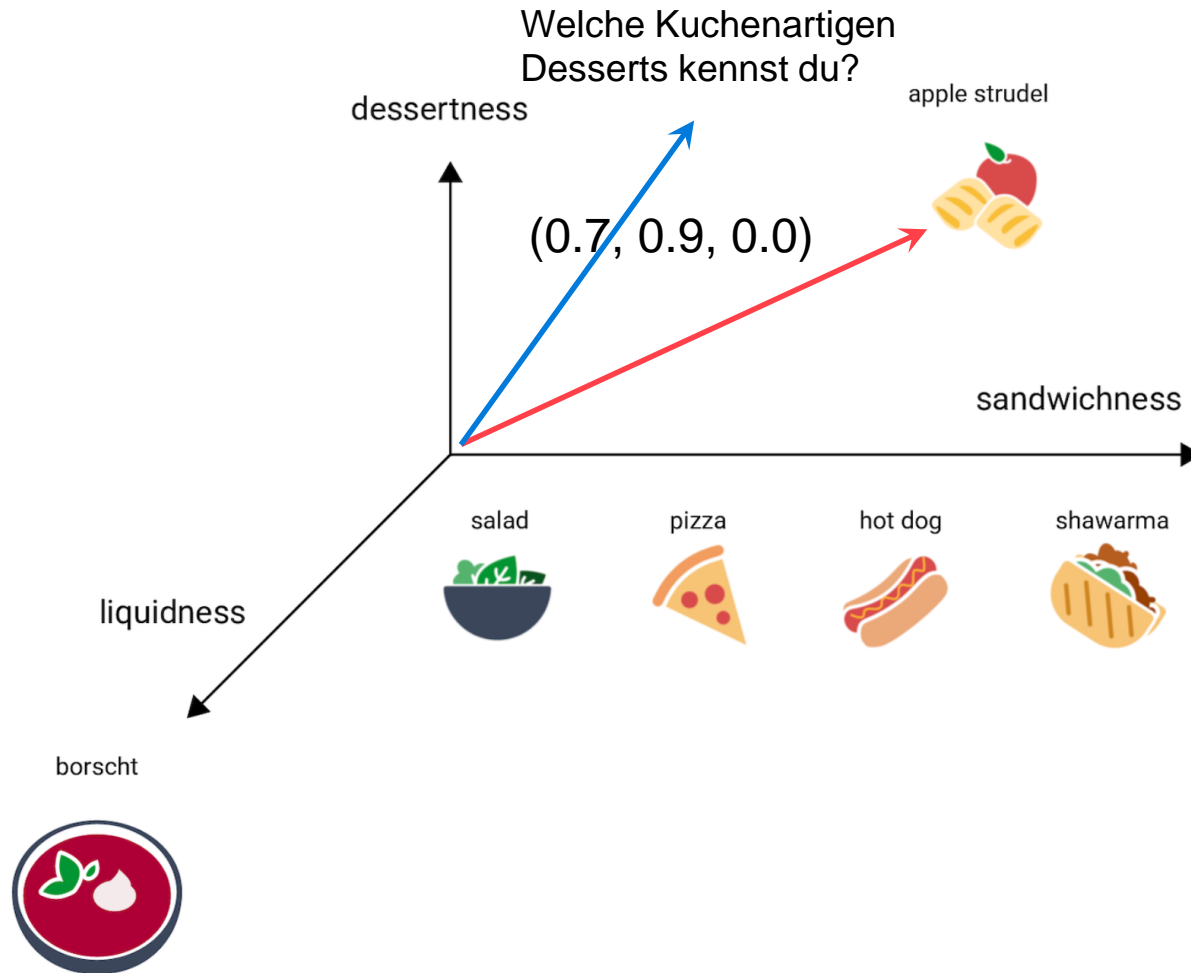 Welche Kuchenartigen
Desserts kennst du?
apple strudel
dessertness
(0.7, 0.9, 0.0)
sandwichness
salad
pizza
hot dog
shawarma
liquidness
borscht